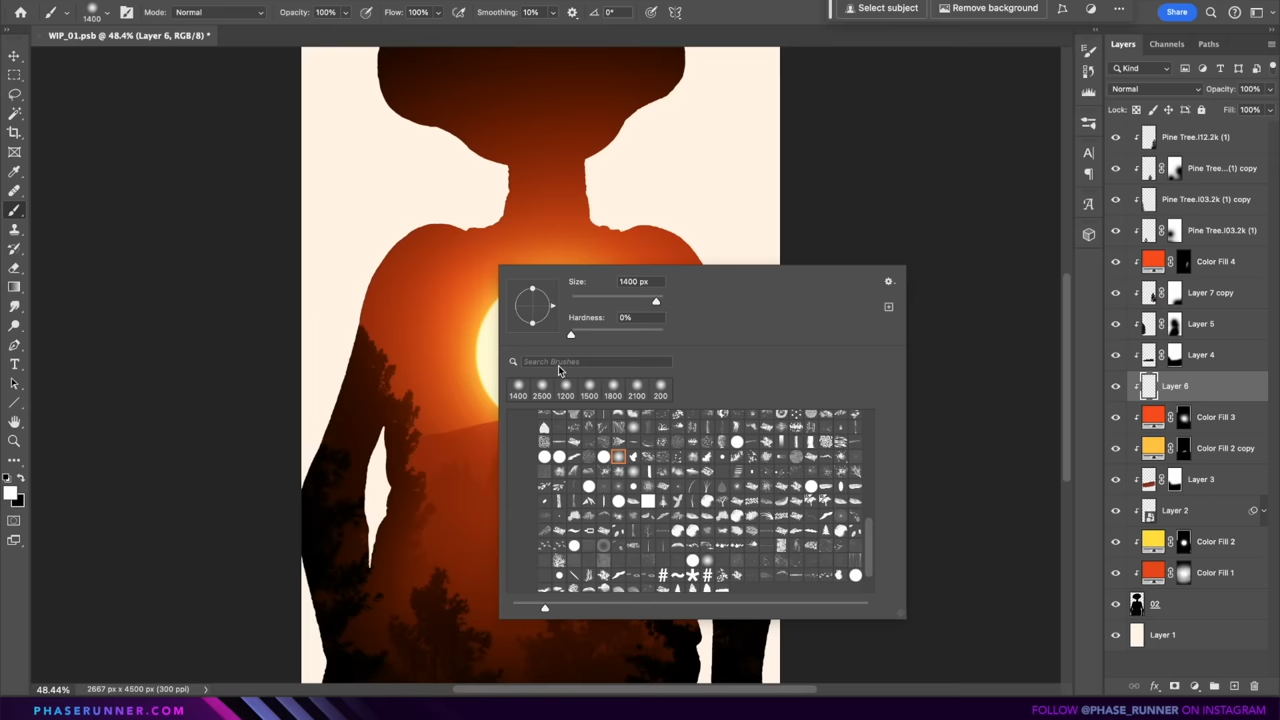 1400
Mode: Normal
Opacity: 100%
Flow: 100%
Smoothing: 10%
0°
Select subject
Remove background
Share
WIP_01.psb @ 48.4% (Layer 6, RGB/8) *
Layers
Channels
Paths
Kind
Normal
Opacity: 100%
Lock:
Fill: 100%
Pine Tree.l12.2k (1)
Pine Tree...(1) copy
Pine Tree.l03.2k (1) copy
Pine Tree.l03.2k (1)
Color Fill 4
Layer 7 copy
Layer 5
Layer 4
Layer 6
Color Fill 3
Color Fill 2 copy
Layer 3
Layer 2
Color Fill 2
Color Fill 1
02
Layer 1
Size:
1400 px
Hardness:
0%
Search Brushes
1400 2500 1200 1500 1800 2100 200
48.44%
2667 px x 4500 px (300 ppi)
PHASERUNNER.COM
FOLLOW @PHASE_RUNNER ON INSTAGRAM